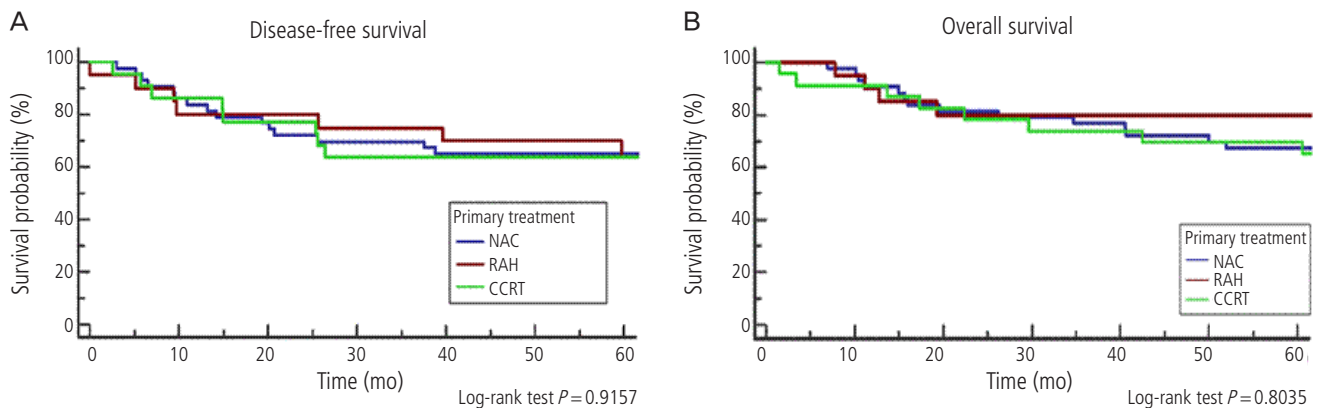 A
Disease-free survival
Survival probability (%)
100
80
60
40
20
0
Primary treatment
NAC
RAH
CCRT
0 10 20 30 40 50 60
Time (mo)
Log-rank test P=0.9157
B
Overall survival
Survival probability (%)
100
80
60
40
20
0
Primary treatment
NAC
RAH
CCRT
0 10 20 30 40 50 60
Time (mo)
Log-rank test P=0.8035